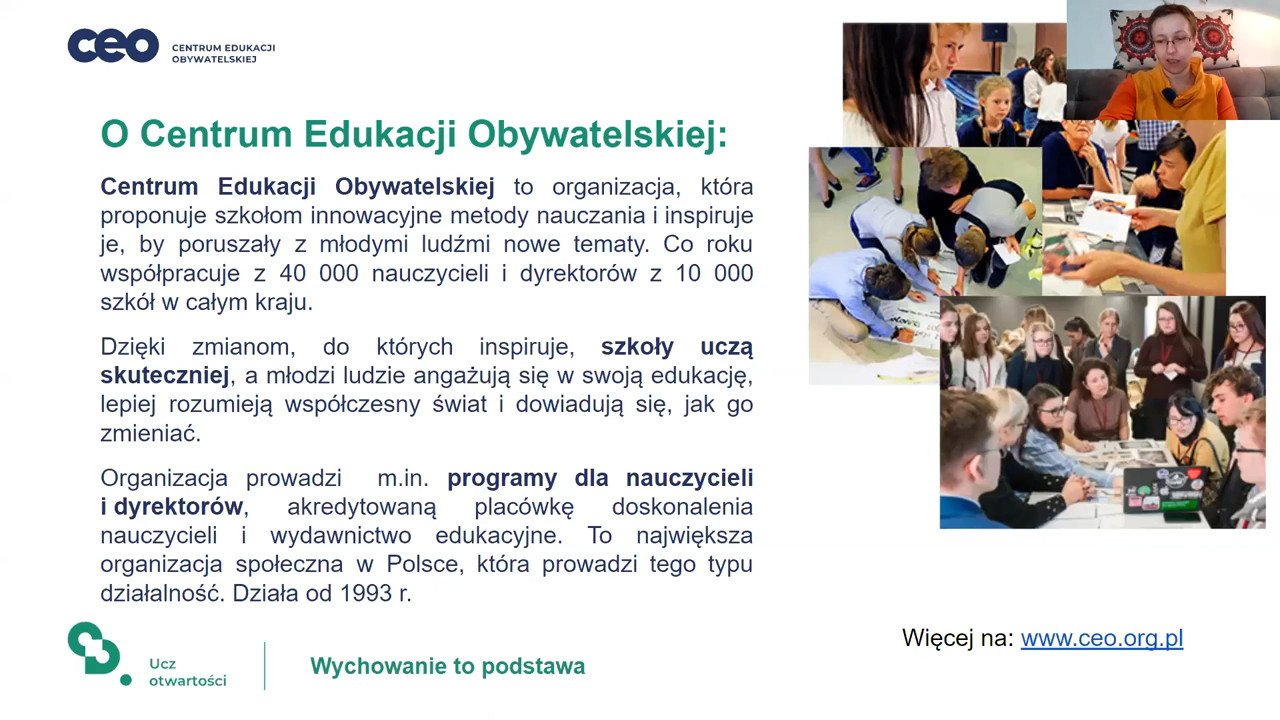 ceo
CENTRUM EDUKACJI
OBYWATELSKIEJ
O Centrum Edukacji Obywatelskiej:
Centrum Edukacji Obywatelskiej to organizacja, która
proponuje szkołom innowacyjne metody nauczania i inspiruje
je, by poruszały z młodymi ludźmi nowe tematy. Co roku
współpracuje z 40 000 nauczycieli i dyrektorów z 10 000
szkół w całym kraju.
Dzięki zmianom, do których inspiruje, szkoły uczą
skuteczniej, a młodzi ludzie angażują się w swoją edukację,
lepiej rozumieją współczesny świat i dowiadują się, jak go
zmieniać.
Organizacja prowadzi m.in. programy dla nauczycieli
i dyrektorów, akredytowaną placówkę doskonalenia
nauczycieli i wydawnictwo edukacyjne. To największa
organizacja społeczna w Polsce, która prowadzi tego typu
działalność. Działa od 1993 r.
Więcej na: www.ceo.org.pl
Ucz
otwartości
Wychowanie to podstawa